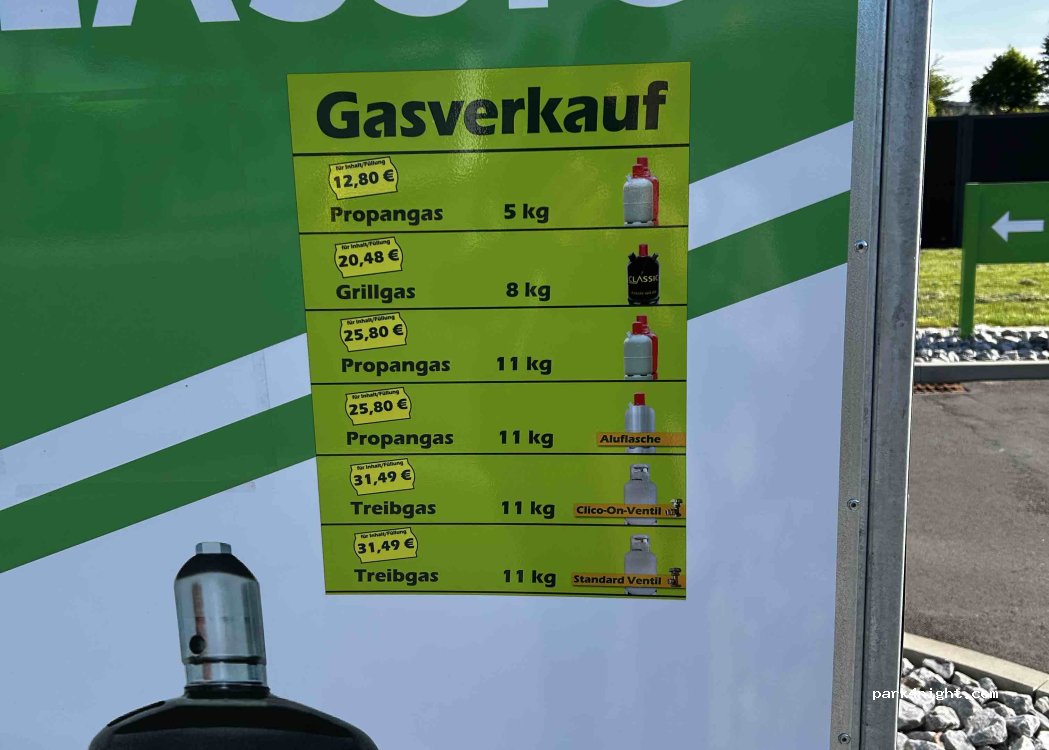 Gasverkauf
für Inhalt/Füllung
12,80 €
Propangas 5 kg
für Inhalt/Füllung
20,48 €
Grillgas 8 kg
CLASSIC
für Inhalt/Füllung
25,80 €
Propangas 11 kg
für Inhalt/Füllung
25,80 €
Propangas 11 kg Aluflasche
für Inhalt/Füllung
31,49 €
Treibgas 11 kg Clico-On-Ventil
für Inhalt/Füllung
31,49 €
Treibgas 11 kg Standard Ventil
park4night.com